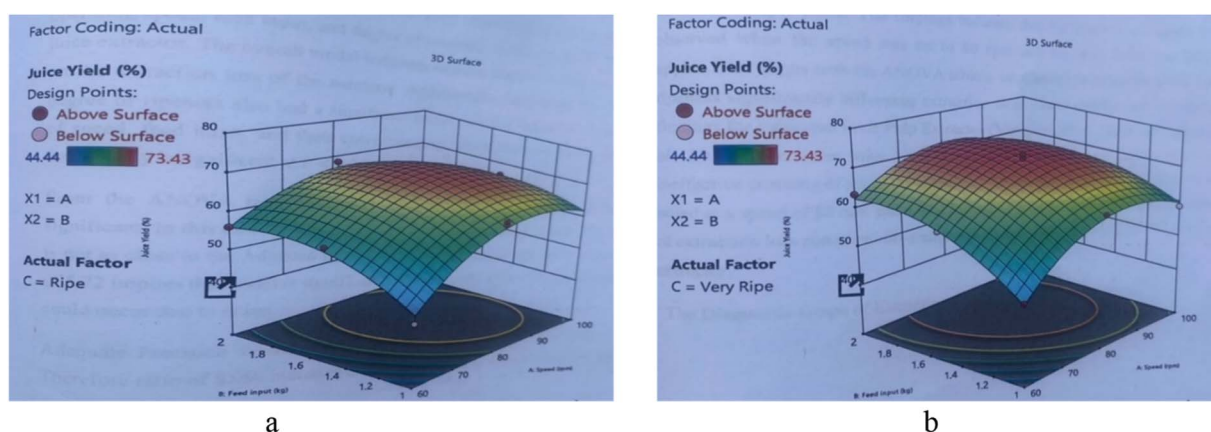 Factor Coding: Actual
3D Surface
Juice Yield (%)
Design Points:
Above Surface
Below Surface
44.44 73.43
X1 = A
X2 = B
Actual Factor
C = Ripe
Juice Yield (%)
80
70
60
50
40
2
1.8
1.6
1.4
1.2
1
B: Feed input (kg)
60
70
80
90
100
A: Speed (rpm)
a
Factor Coding: Actual
3D Surface
Juice Yield (%)
Design Points:
Above Surface
Below Surface
44.44 73.43
X1 = A
X2 = B
Actual Factor
C = Very Ripe
Juice Yield (%)
80
70
60
50
40
2
1.8
1.6
1.4
1.2
1
B: Feed input (kg)
60
70
80
90
100
A: Speed (rpm)
b